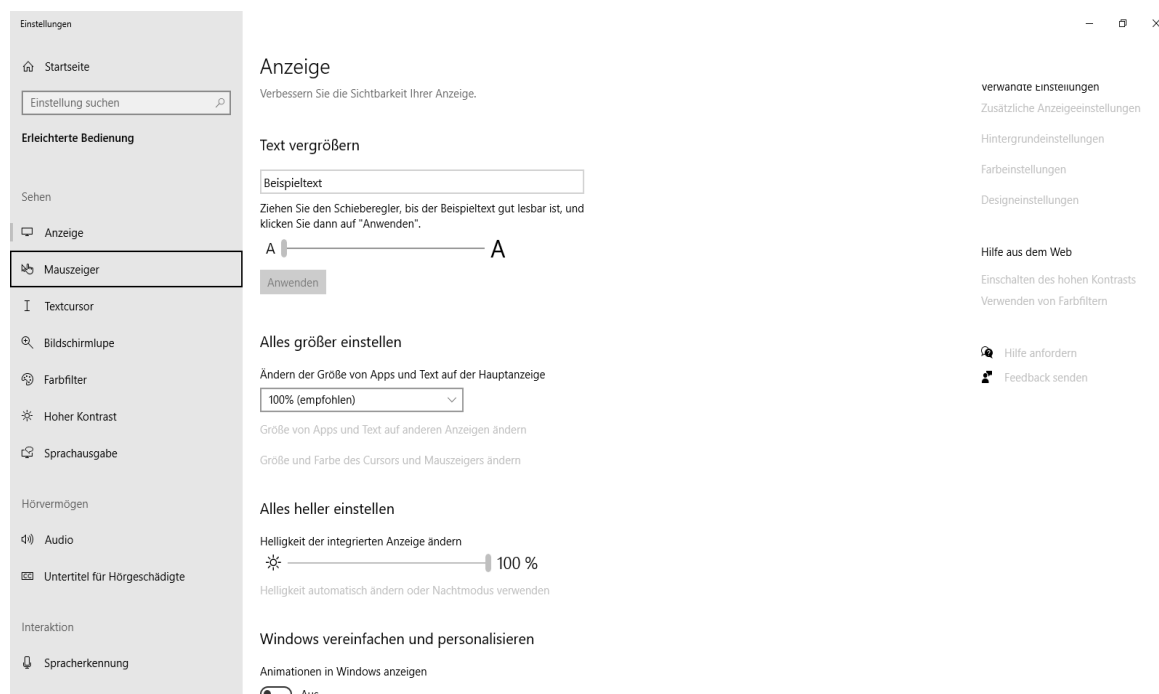 Einstellungen
Startseite
Einstellung suchen
Erleichterte Bedienung
Sehen
Anzeige
Mauszeiger
Textcursor
Bildschirmlupe
Farbfilter
Hoher Kontrast
Sprachausgabe
Hörvermögen
Audio
Untertitel für Hörgeschädigte
Interaktion
Spracherkennung
Anzeige
Verbessern Sie die Sichtbarkeit Ihrer Anzeige.
Text vergrößern
Beispieltext
Ziehen Sie den Schieberegler, bis der Beispieltext gut lesbar ist, und
klicken Sie dann auf "Anwenden".
A A
Anwenden
Alles größer einstellen
Ändern der Größe von Apps und Text auf der Hauptanzeige
100% (empfohlen)
Größe von Apps und Text auf anderen Anzeigen ändern
Größe und Farbe des Cursors und Mauszeigers ändern
Alles heller einstellen
Helligkeit der integrierten Anzeige ändern
100 %
Helligkeit automatisch ändern oder Nachtmodus verwenden
Windows vereinfachen und personalisieren
Animationen in Windows anzeigen
Aus
Verwandte Einstellungen
Zusätzliche Anzeigeeinstellungen
Hintergrundeinstellungen
Farbeinstellungen
Designeinstellungen
Hilfe aus dem Web
Einschalten des hohen Kontrasts
Verwenden von Farbfiltern
Hilfe anfordern
Feedback senden